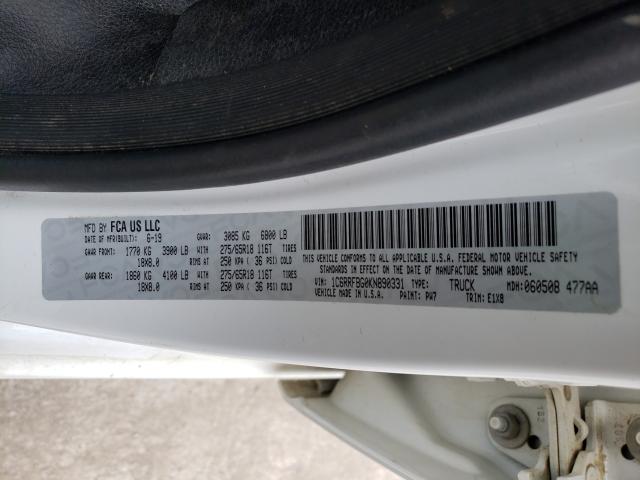 MFD BY FCA US LLC
DATE OF MFR(BUILT): 6-19 GVWR: 3085 KG 6800 LB
GAWR FRONT: 1770 KG 3900 LB WITH 275/65R18 116T TIRES
18X8.0 RIMS AT 250 KPA ( 36 PSI) COLD
GAWR REAR: 1860 KG 4100 LB WITH 275/65R18 116T TIRES
18X8.0 RIMS AT 250 KPA ( 36 PSI) COLD
THIS VEHICLE CONFORMS TO ALL APPLICABLE U.S.A. FEDERAL MOTOR VEHICLE SAFETY
STANDARDS IN EFFECT ON THE DATE OF MANUFACTURE SHOWN ABOVE.
VIN: 1C6RRFBG0KN890331 TYPE: TRUCK MDH: 060508 477AA
VEHICLE MADE IN U.S.A. PAINT: PW7 TRIM: E1X8